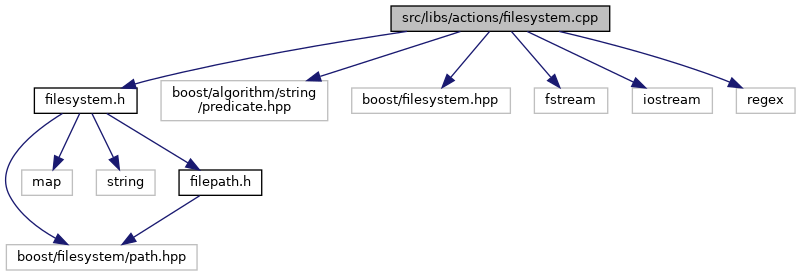 src/libs/actions/filesystem.cpp
filesystem.h
boost/algorithm/string
/predicate.hpp
boost/filesystem.hpp
fstream
iostream
regex
map
string
filepath.h
boost/filesystem/path.hpp